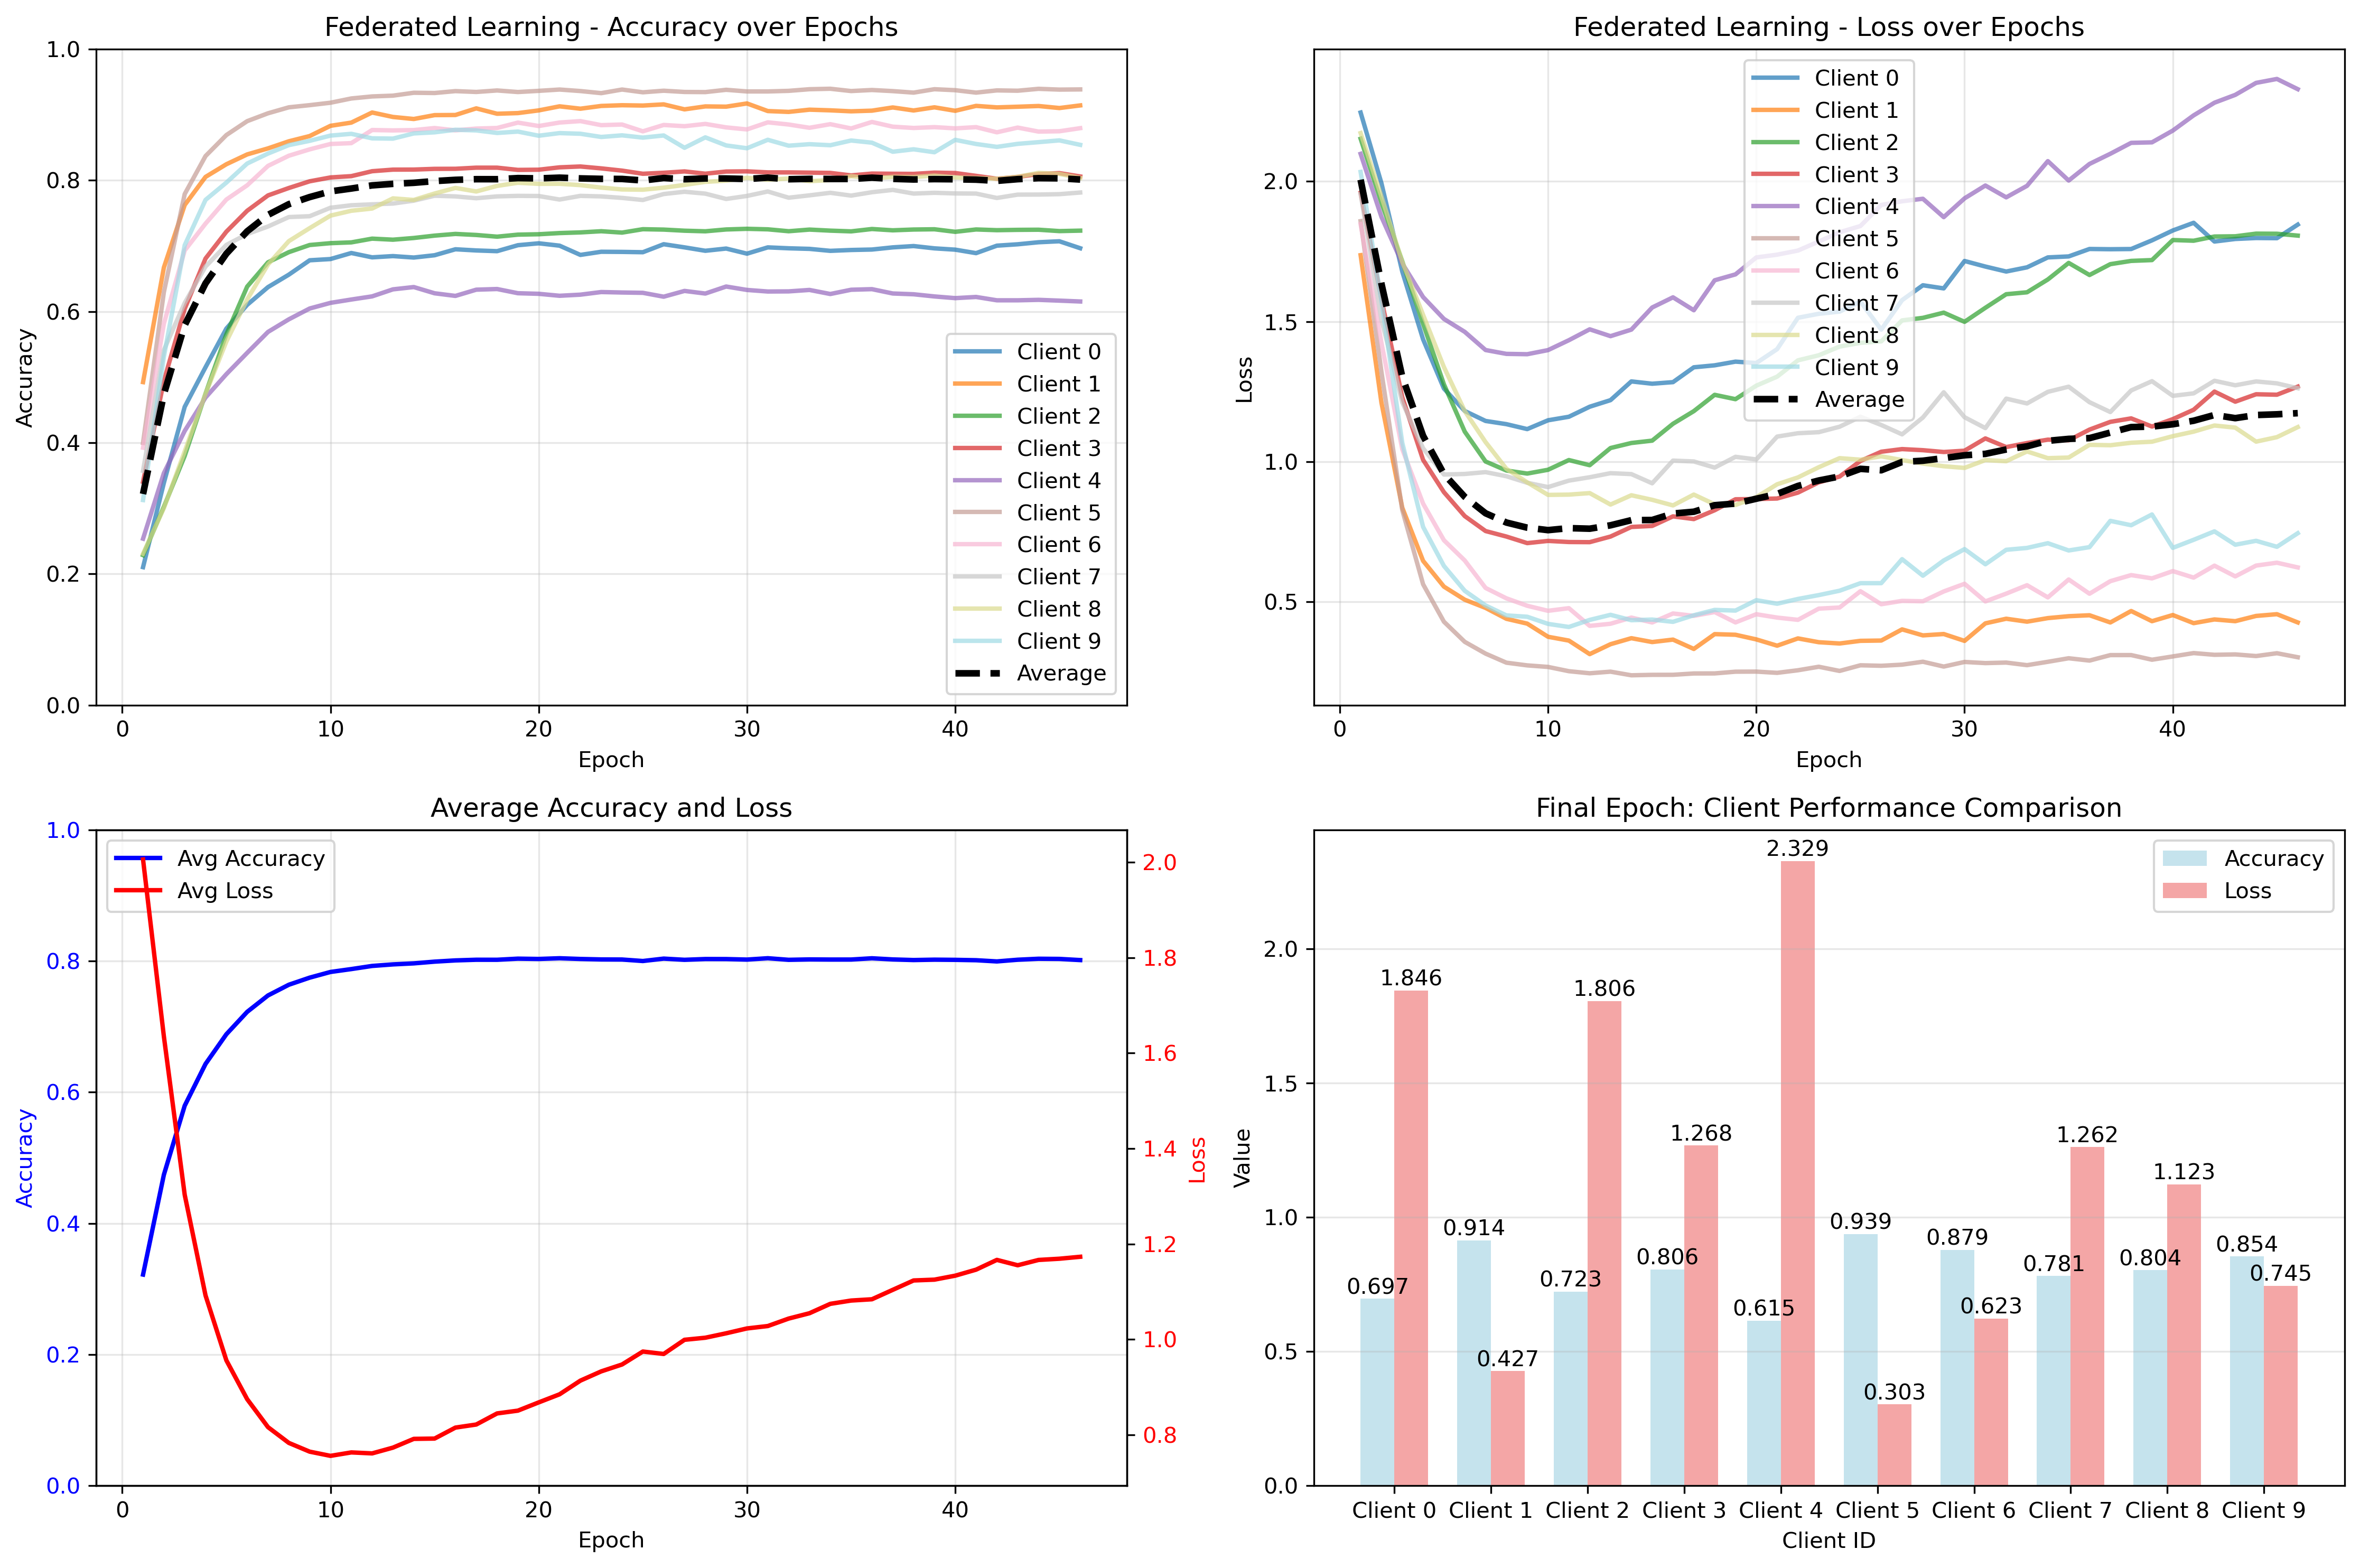 Federated Learning - Accuracy over Epochs
1.0
0.8
0.6
0.4
0.2
0.0
Accuracy
0
10
20
30
40
Epoch
Client 0
Client 1
Client 2
Client 3
Client 4
Client 5
Client 6
Client 7
Client 8
Client 9
Average
Federated Learning - Loss over Epochs
2.0
1.5
1.0
0.5
Loss
0
10
20
30
40
Epoch
Client 0
Client 1
Client 2
Client 3
Client 4
Client 5
Client 6
Client 7
Client 8
Client 9
Average
Average Accuracy and Loss
1.0
0.8
0.6
0.4
0.2
0.0
Accuracy
Avg Accuracy
Avg Loss
2.0
1.8
1.6
1.4
1.2
1.0
0.8
Loss
0
10
20
30
40
Epoch
Final Epoch: Client Performance Comparison
2.0
1.5
1.0
0.5
0.0
Value
Accuracy
Loss
0.697
1.846
0.914
0.427
0.723
1.806
0.806
1.268
0.615
2.329
0.939
0.303
0.879
0.623
0.781
1.262
0.804
1.123
0.854
0.745
Client 0
Client 1
Client 2
Client 3
Client 4
Client 5
Client 6
Client 7
Client 8
Client 9
Client ID